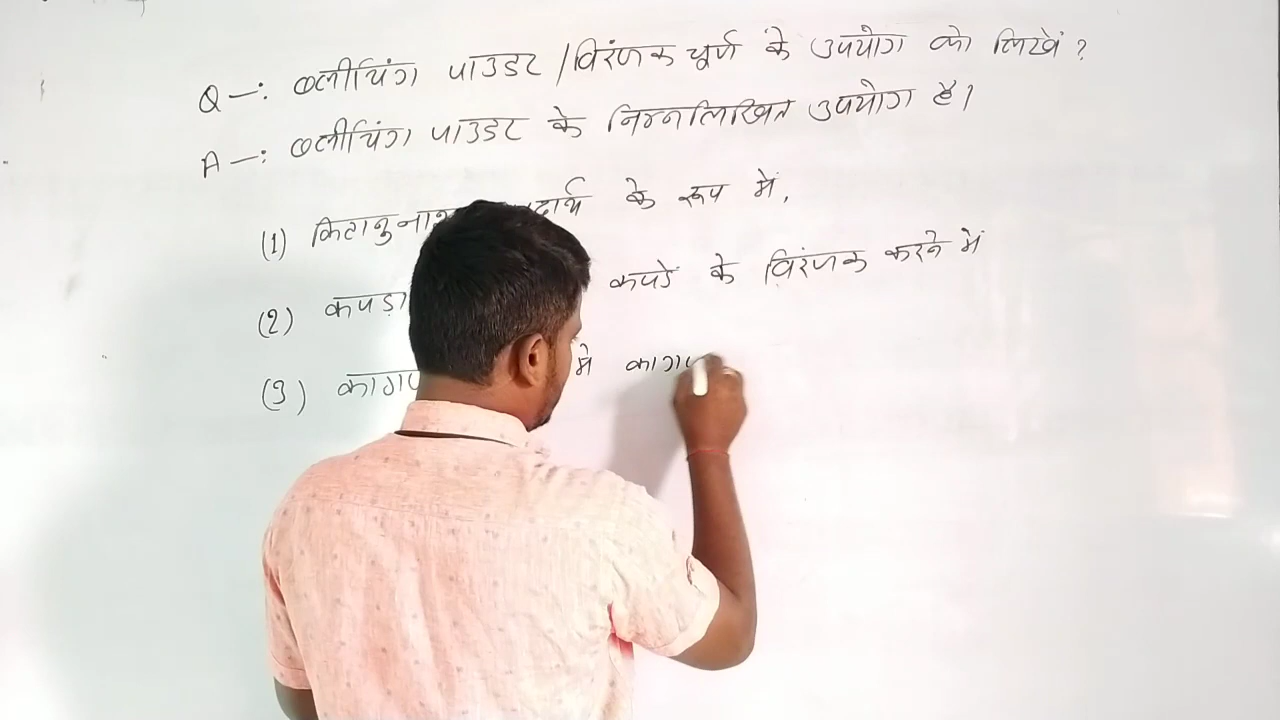 Q -: ब्लीचिंग पाउडर / विरंजक चूर्ण के उपयोग को लिखें ?
A -: ब्लीचिंग पाउडर के निम्नलिखित उपयोग है।
(1) के रूप में,
(2) कपड़ा कपडे के विरंजक करने में
(3) मे